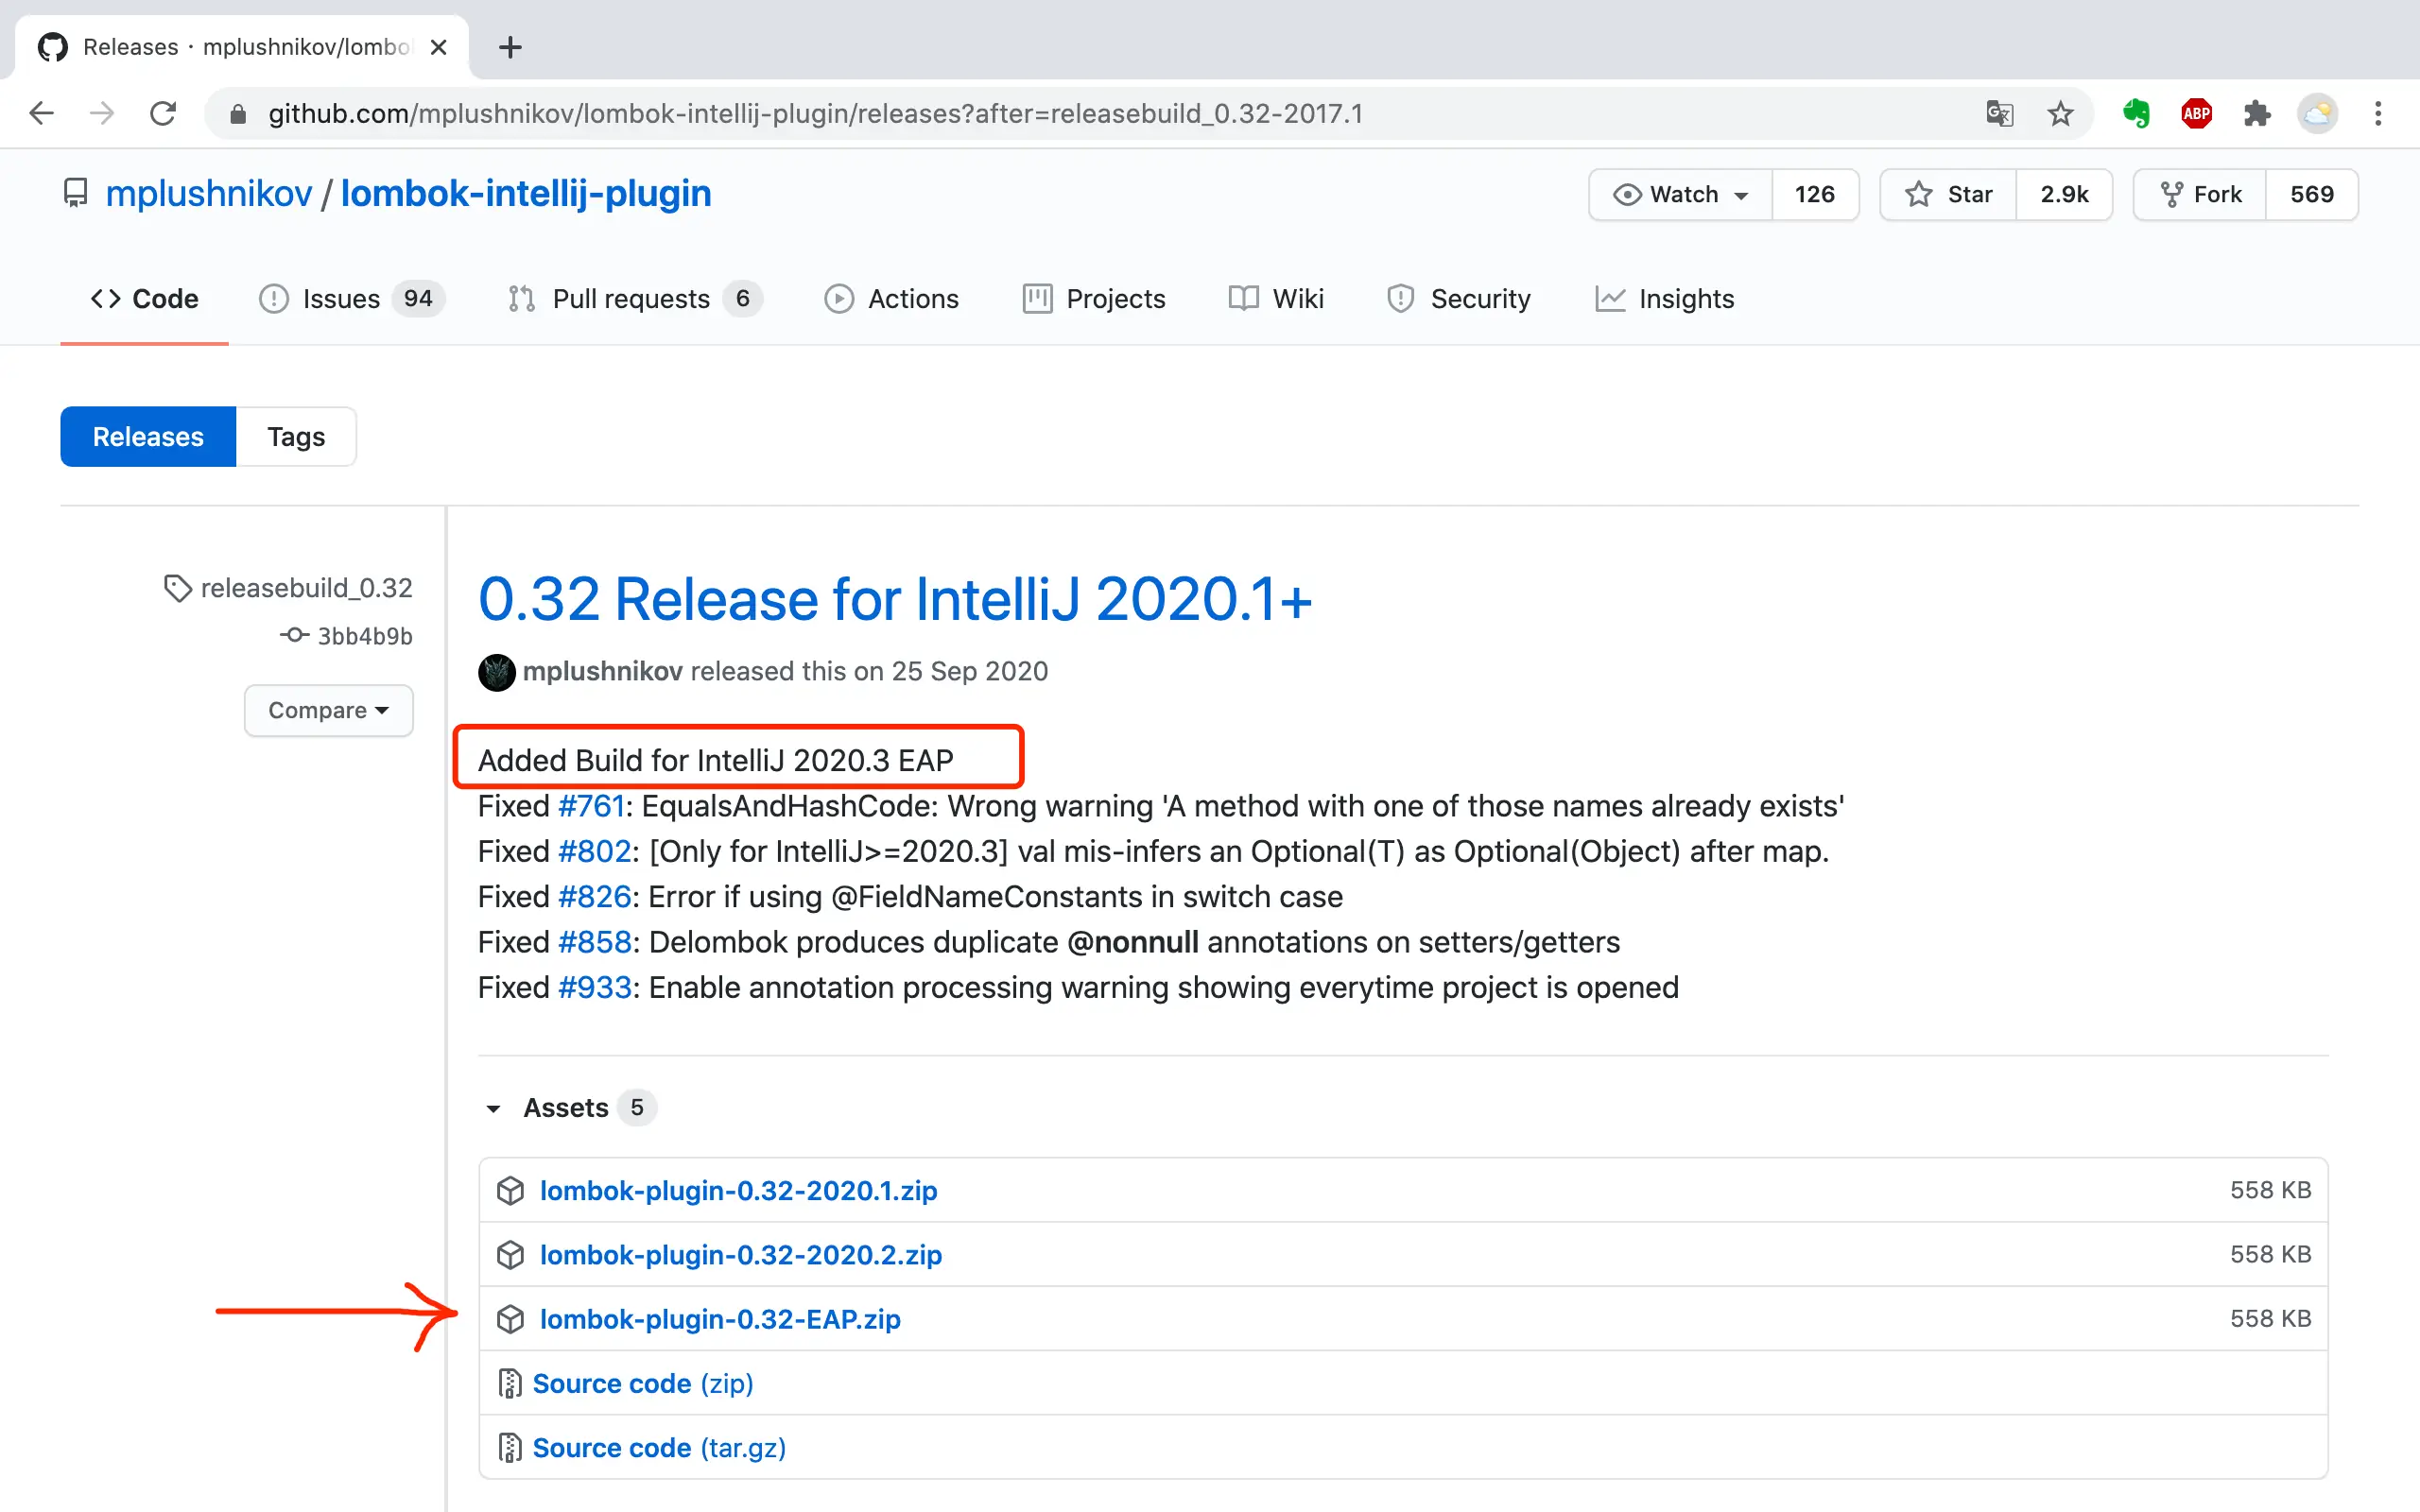 Releases · mplushnikov/lombo
github.com/mplushnikov/lombok-intellij-plugin/releases?after=releasebuild_0.32-2017.1
ABP
mplushnikov / lombok-intellij-plugin
Watch 126
Star 2.9k
Fork 569
Code
Issues 94
Pull requests 6
Actions
Projects
Wiki
Security
Insights
Releases
Tags
releasebuild_0.32
3bb4b9b
Compare
0.32 Release for IntelliJ 2020.1+
mplushnikov released this on 25 Sep 2020
Added Build for IntelliJ 2020.3 EAP
Fixed #761: EqualsAndHashCode: Wrong warning 'A method with one of those names already exists'
Fixed #802: [Only for IntelliJ>=2020.3] val mis-infers an Optional(T) as Optional(Object) after map.
Fixed #826: Error if using @FieldNameConstants in switch case
Fixed #858: Delombok produces duplicate @nonnull annotations on setters/getters
Fixed #933: Enable annotation processing warning showing everytime project is opened
Assets 5
lombok-plugin-0.32-2020.1.zip 558 KB
lombok-plugin-0.32-2020.2.zip 558 KB
lombok-plugin-0.32-EAP.zip 558 KB
Source code (zip)
Source code (tar.gz)